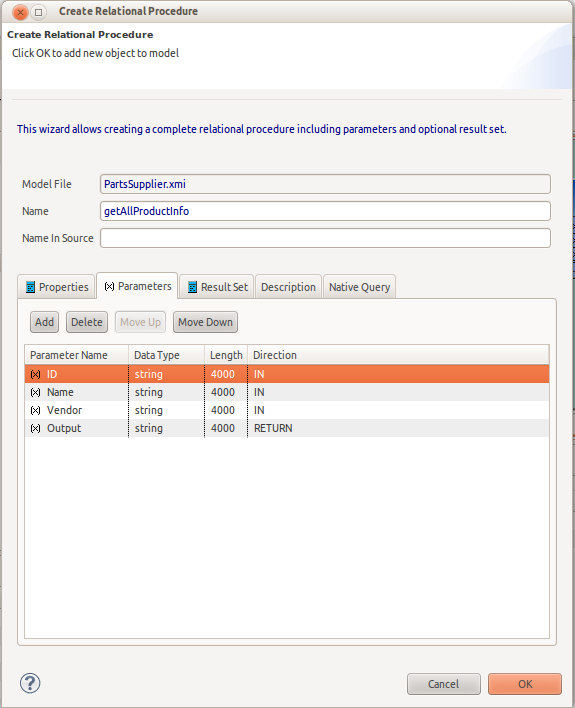 Create Relational Procedure
Create Relational Procedure
Click OK to add new object to model
This wizard allows creating a complete relational procedure including parameters and optional result set.
Model File PartsSupplier.xmi
Name getAllProductInfo
Name In Source
Properties (x) Parameters Result Set Description Native Query
Add Delete Move Up Move Down
Parameter Name Data Type Length Direction
(x) ID string 4000 IN
(x) Name string 4000 IN
(x) Vendor string 4000 IN
(x) Output string 4000 RETURN
? Cancel OK